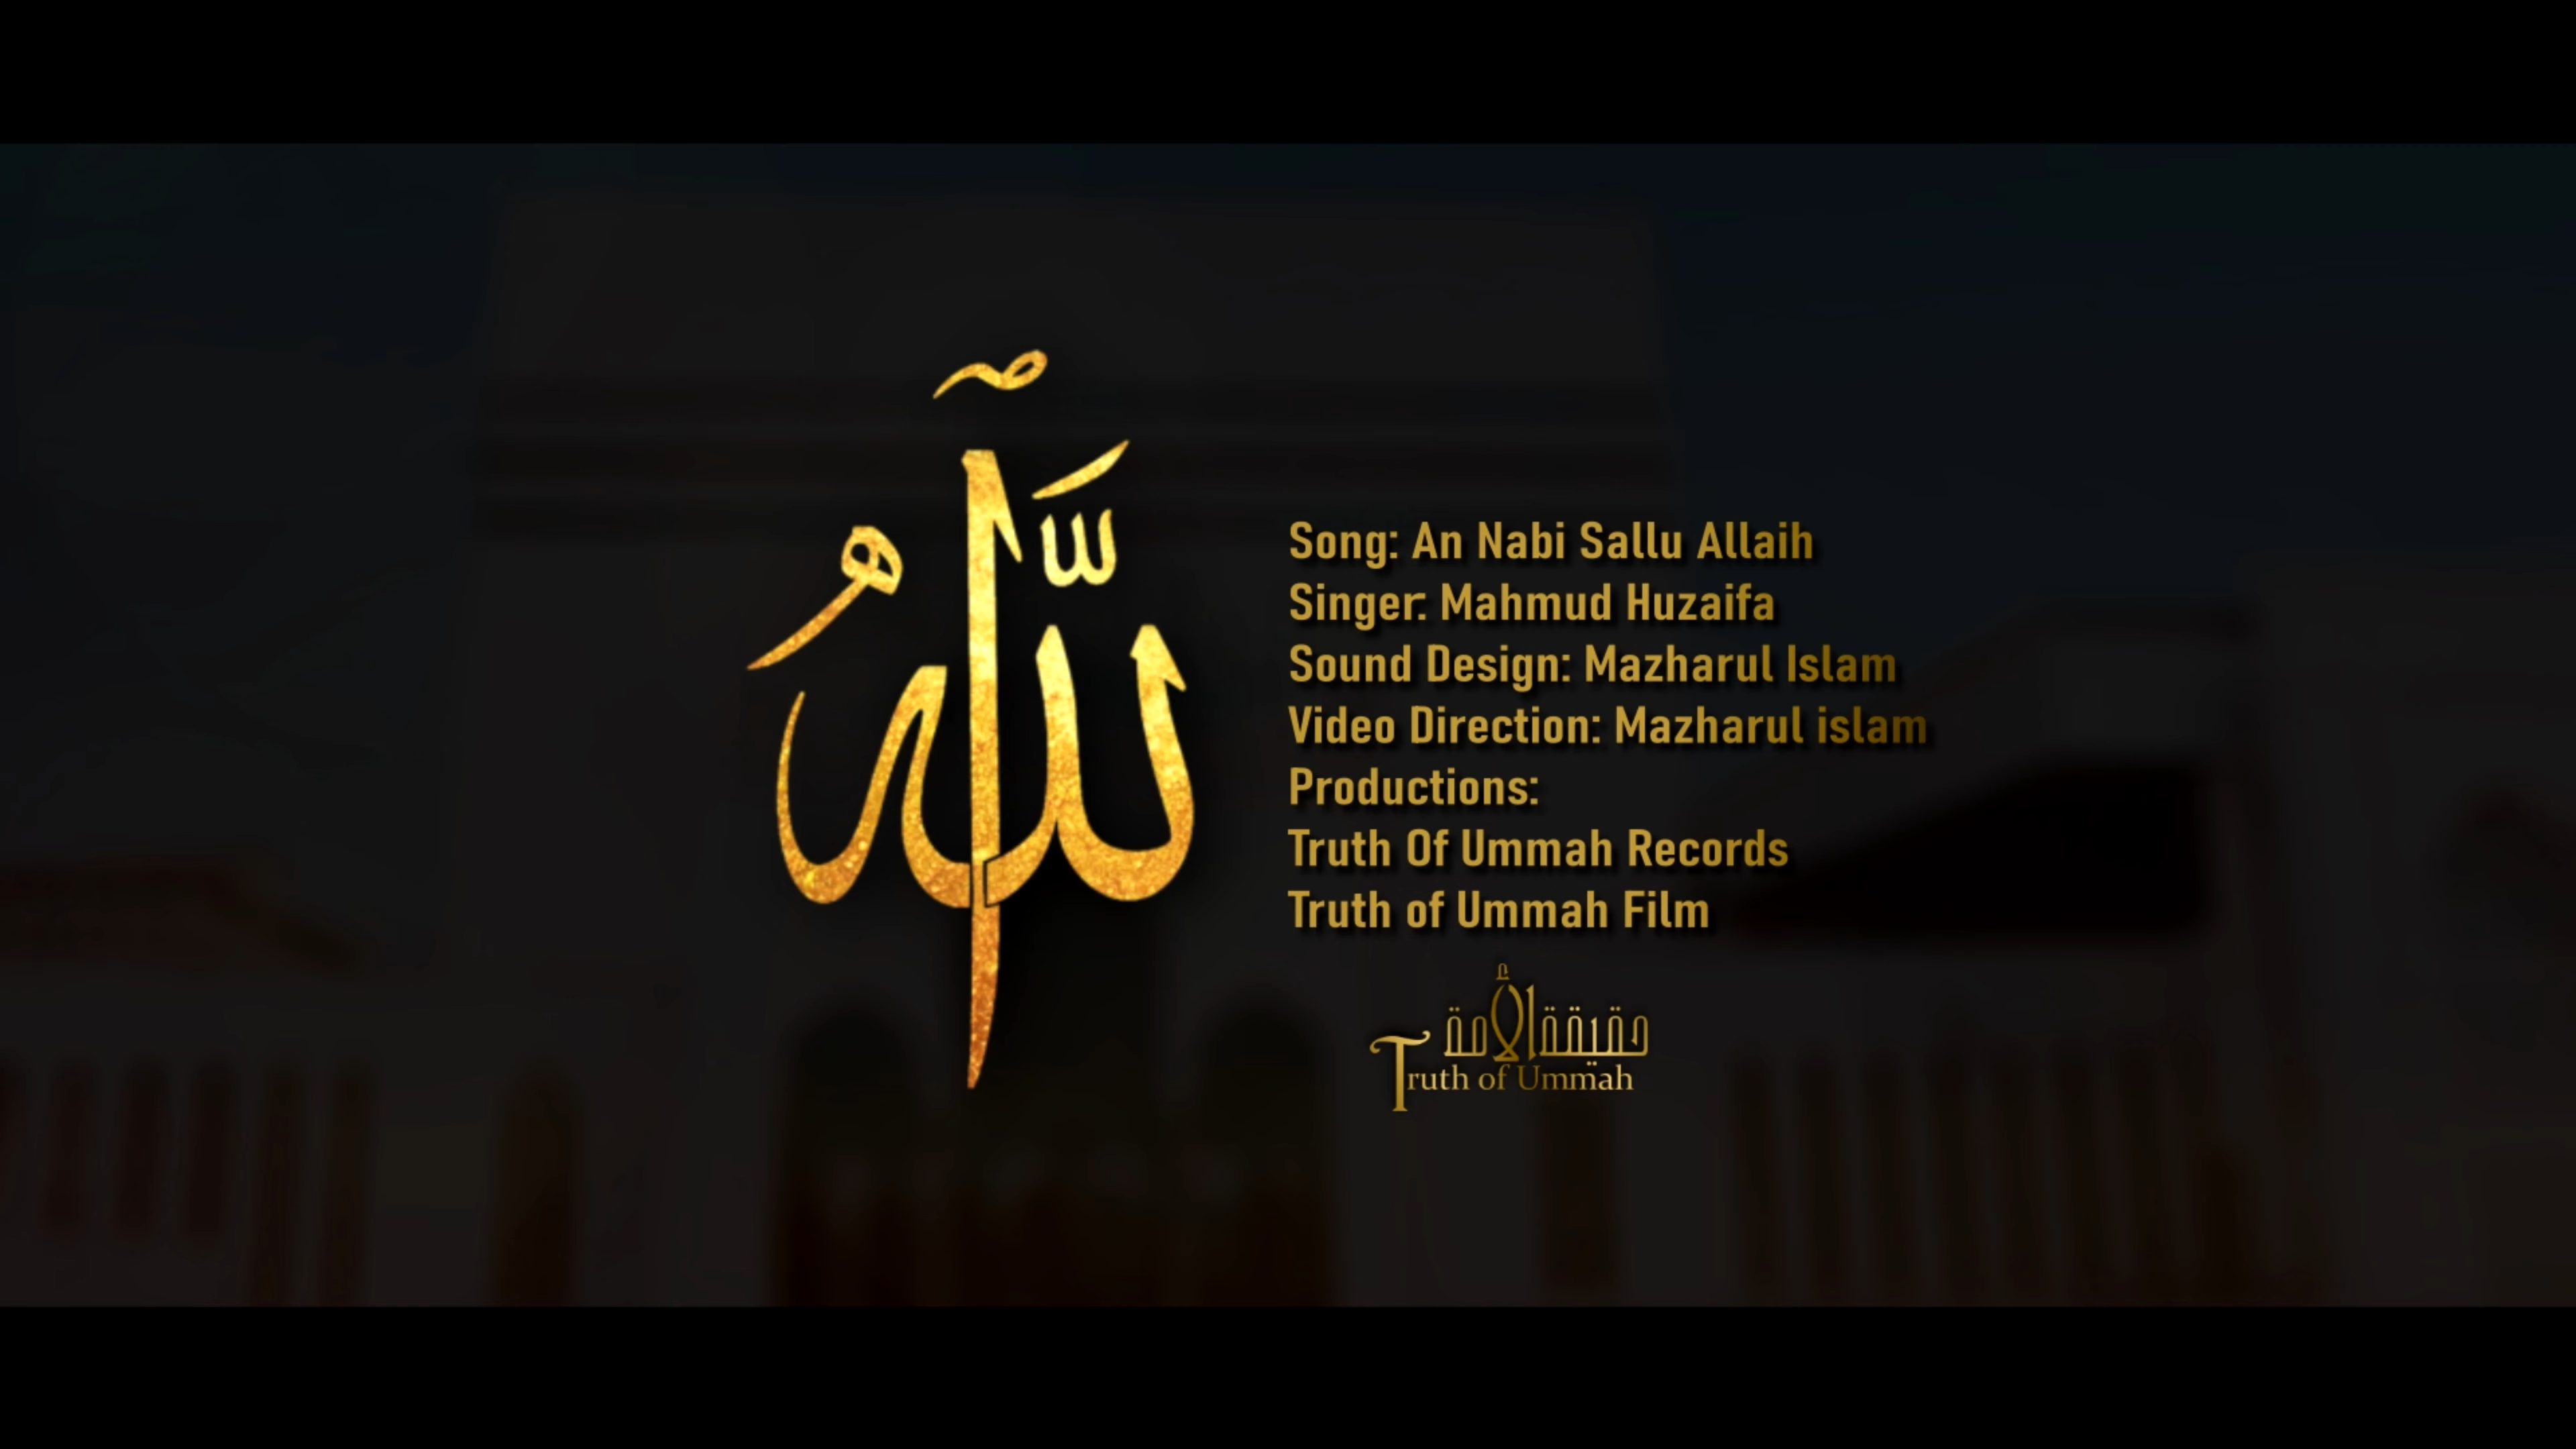 الله
Song: An Nabi Sallu Allaih
Singer: Mahmud Huzaifa
Sound Design: Mazharul Islam
Video Direction: Mazharul islam
Productions:
Truth Of Ummah Records
Truth of Ummah Film
حقيقة الأمة
Truth of Ummah